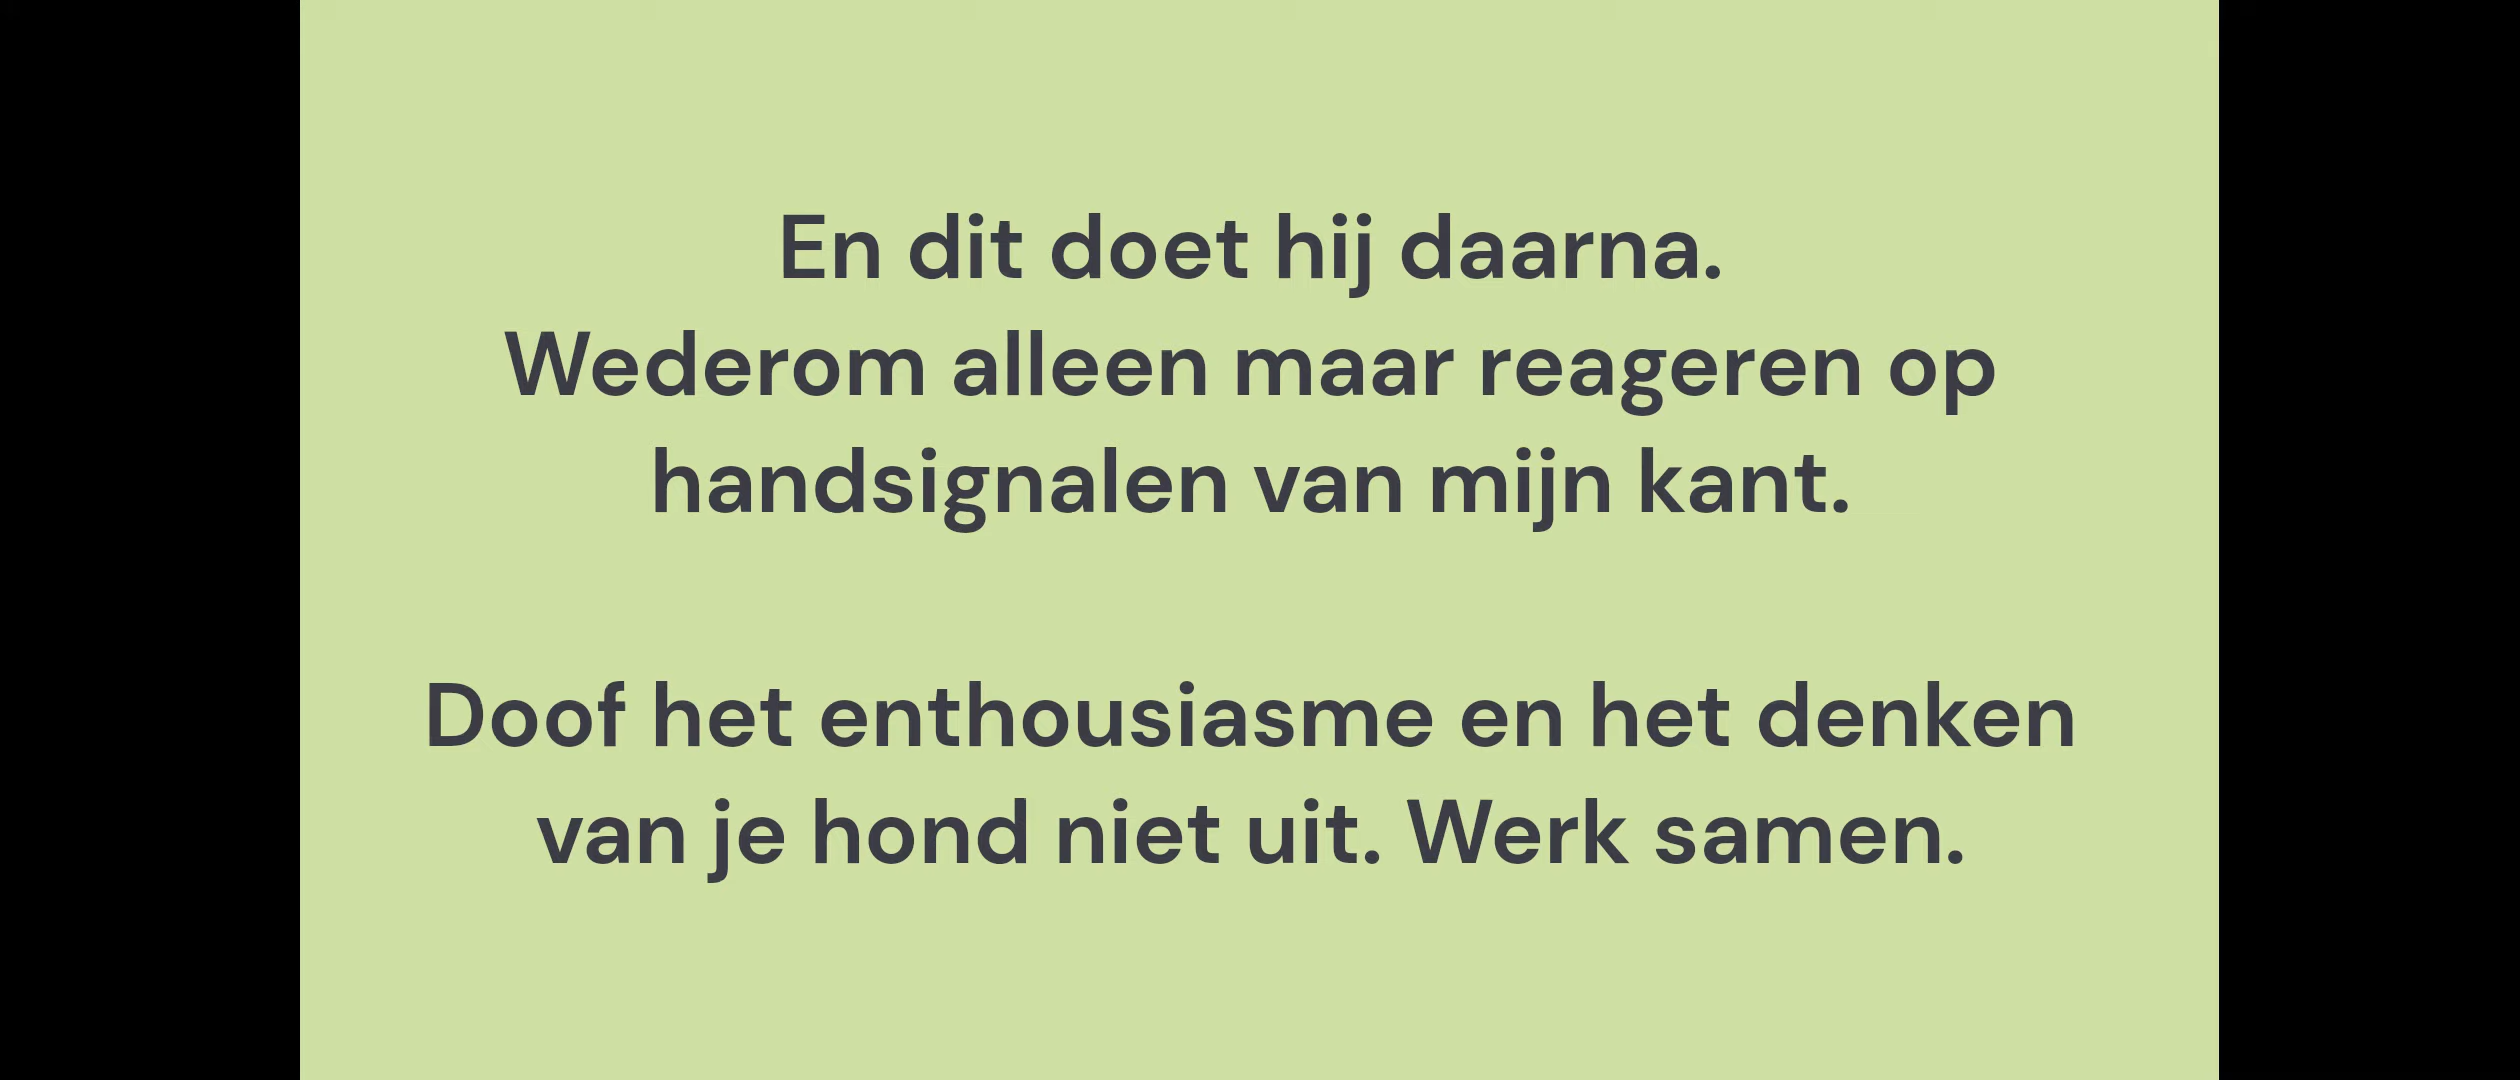 En dit doet hij daarna.
Wederom alleen maar reageren op
handsignalen van mijn kant.
Doof het enthousiasme en het denken
van je hond niet uit. Werk samen.